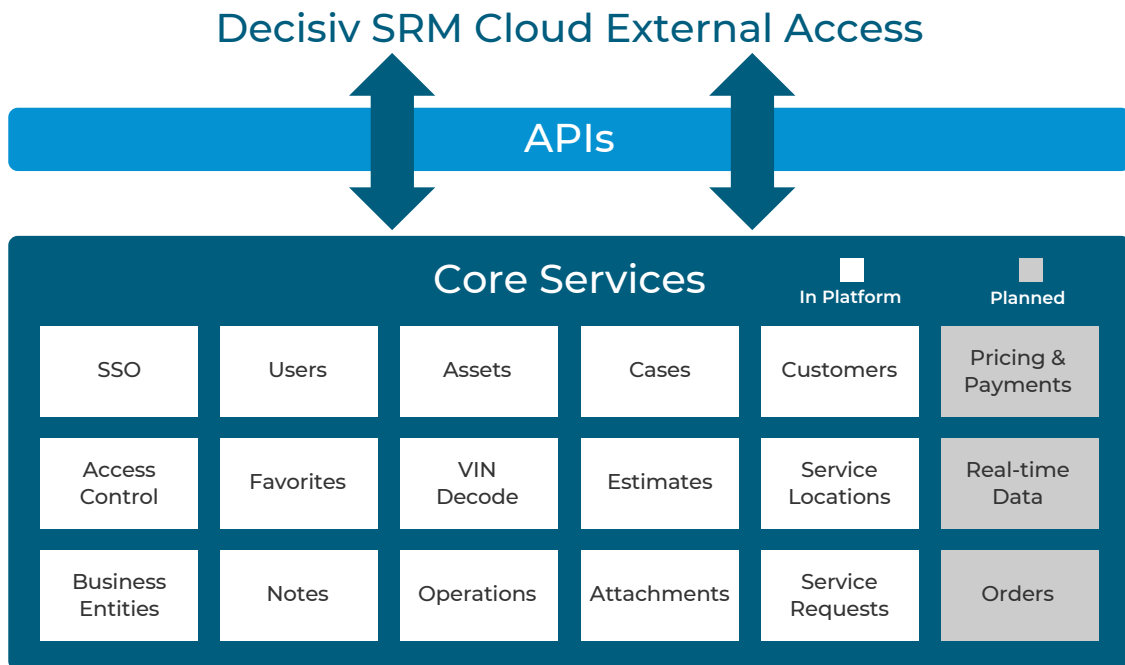 Decisiv SRM Cloud External Access
APIs
Core Services
In Platform
Planned
SSO
Users
Assets
Cases
Customers
Pricing &
Payments
Access
Control
Favorites
VIN
Decode
Estimates
Service
Locations
Real-time
Data
Business
Entities
Notes
Operations
Attachments
Service
Requests
Orders